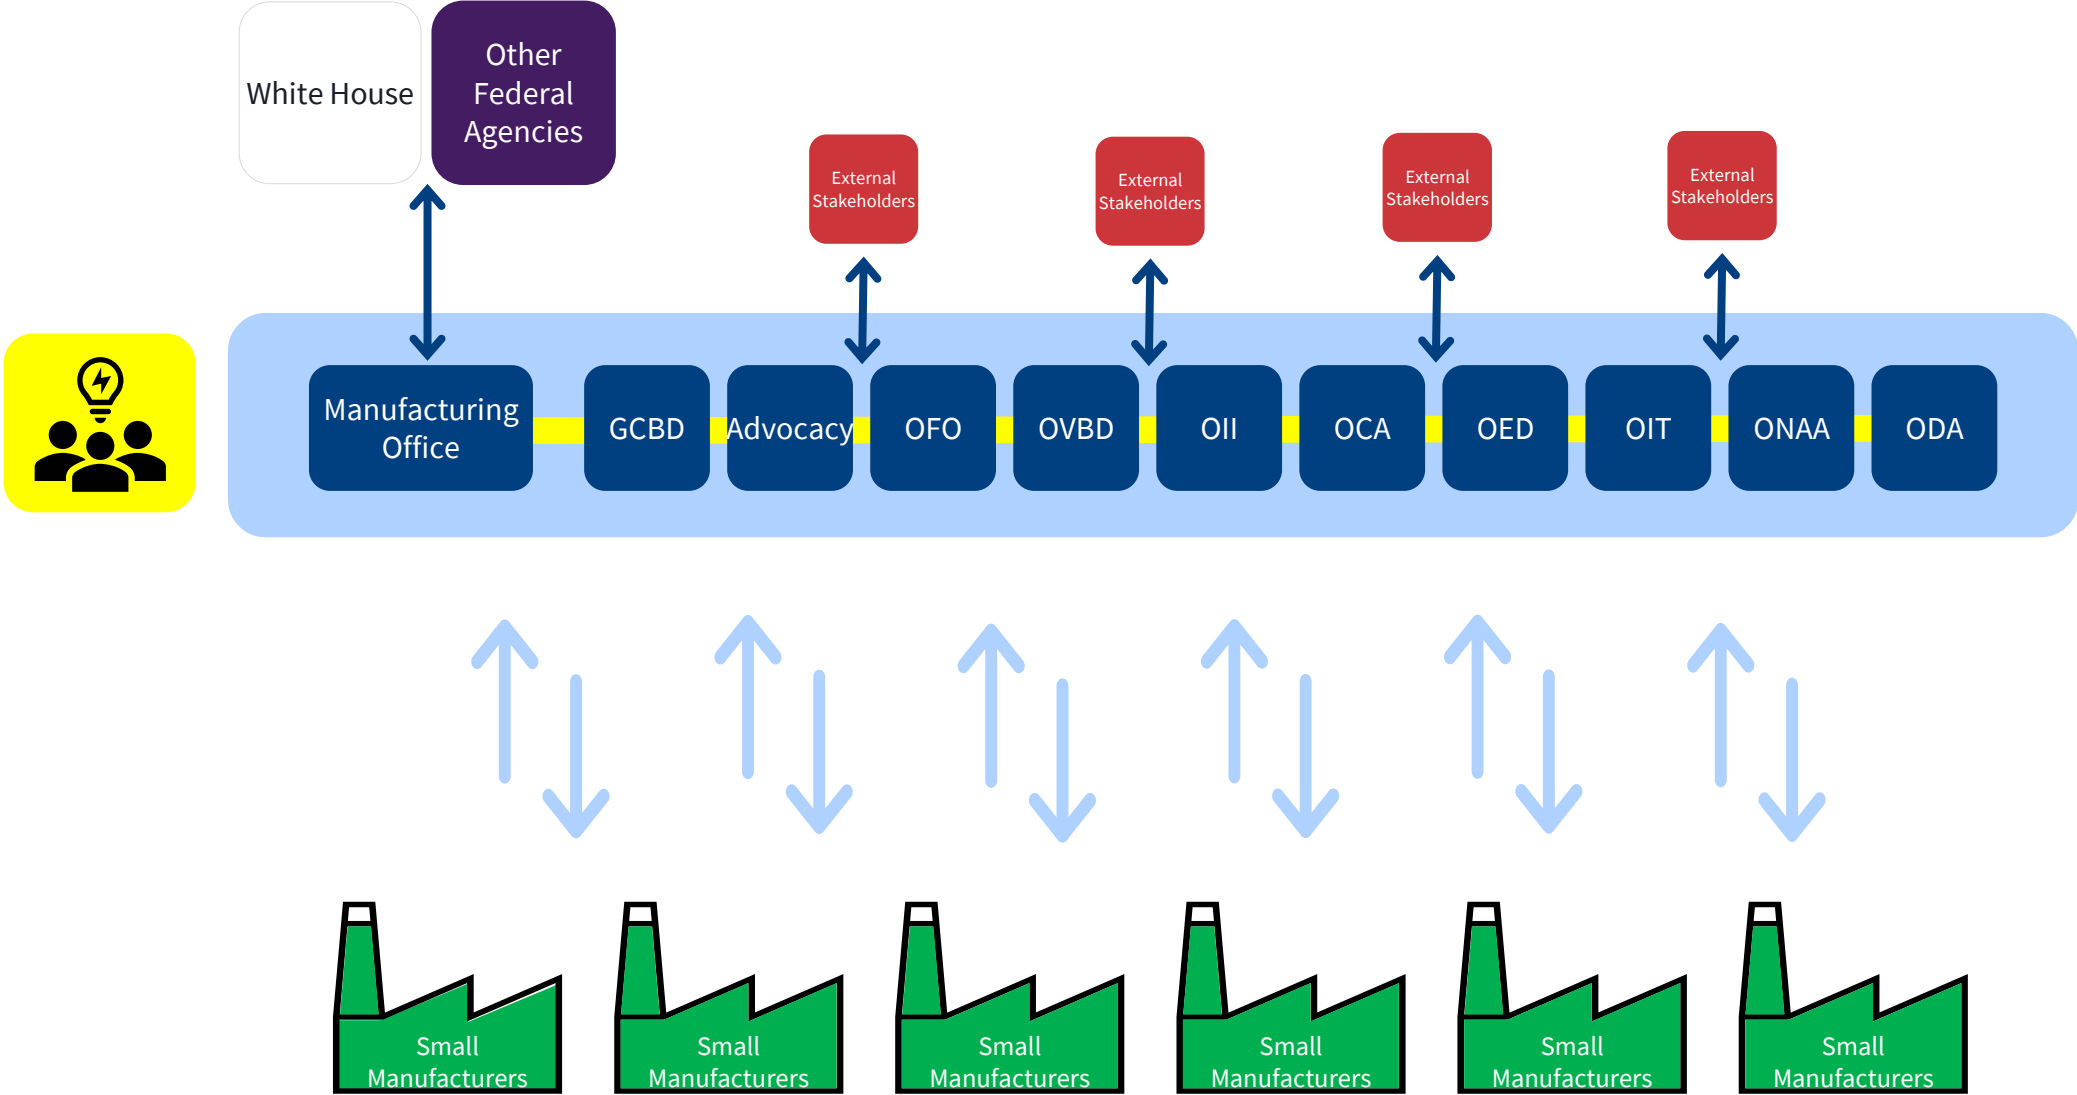 White House
Other
Federal
Agencies
External
Stakeholders
External
Stakeholders
External
Stakeholders
External
Stakeholders
Manufacturing
Office
GCBD
Advocacy
OFO
OVBD
OII
OCA
OED
OIT
ONAA
ODA
Small
Manufacturers
Small
Manufacturers
Small
Manufacturers
Small
Manufacturers
Small
Manufacturers
Small
Manufacturers